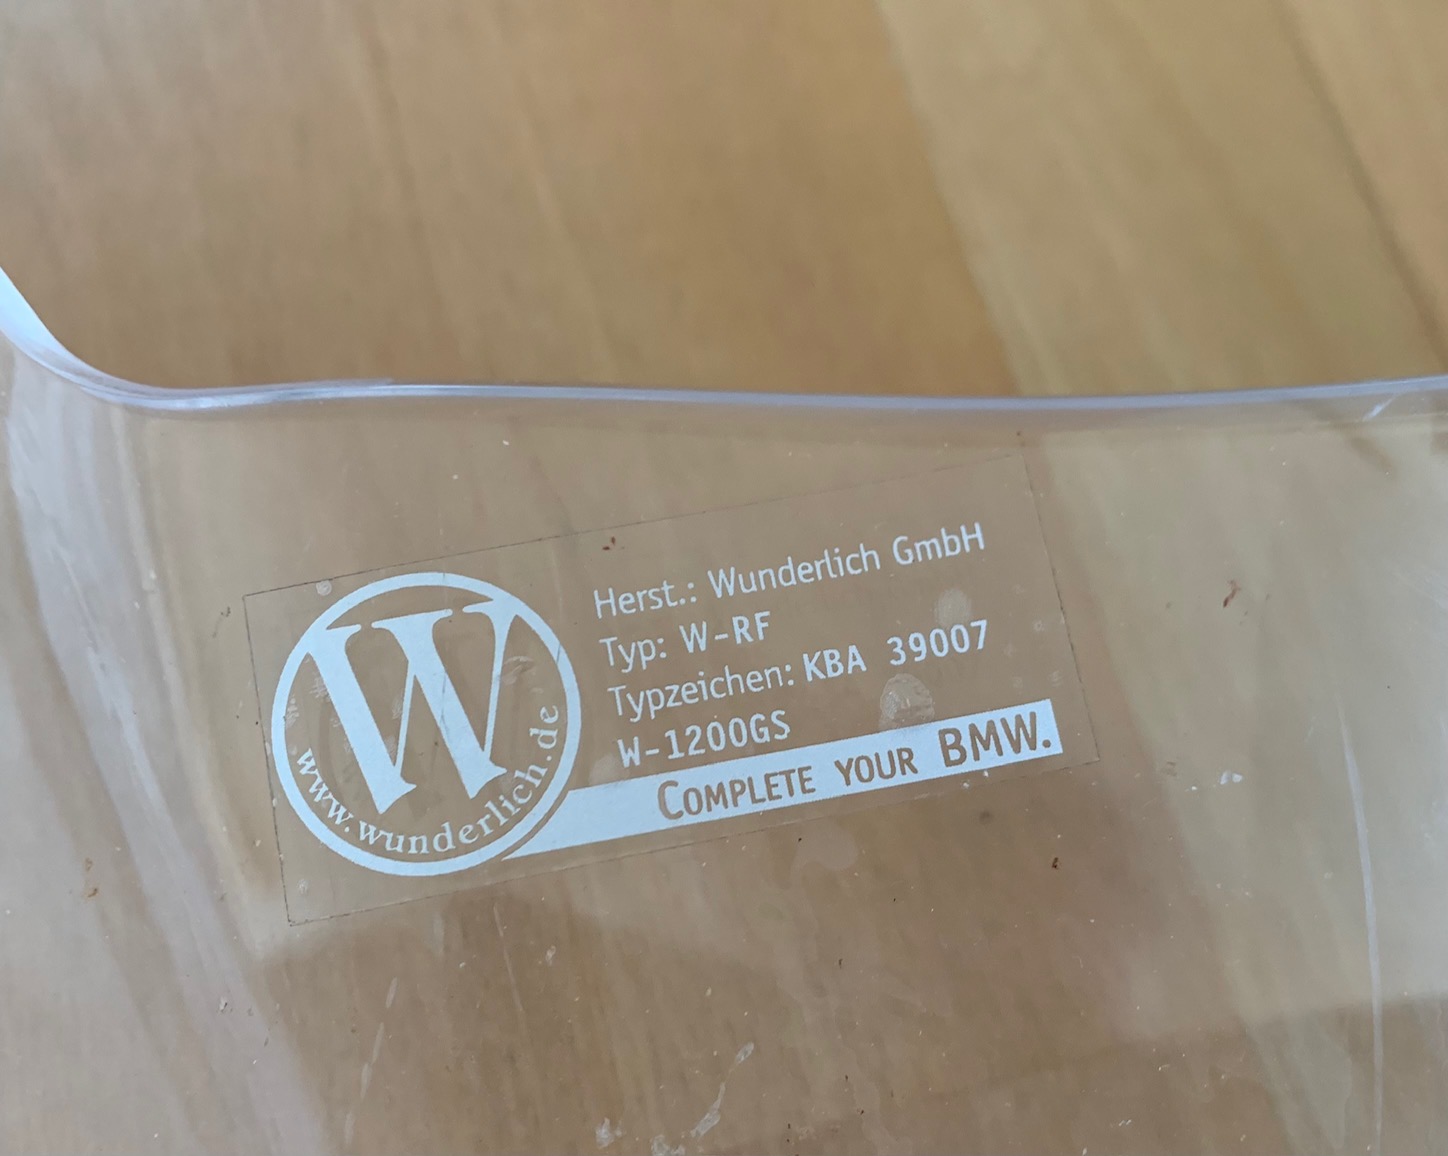 W
www.wunderlich.de
Herst.: Wunderlich GmbH
Typ: W-RF
Typzeichen: KBA 39007
W-1200GS
COMPLETE YOUR BMW.